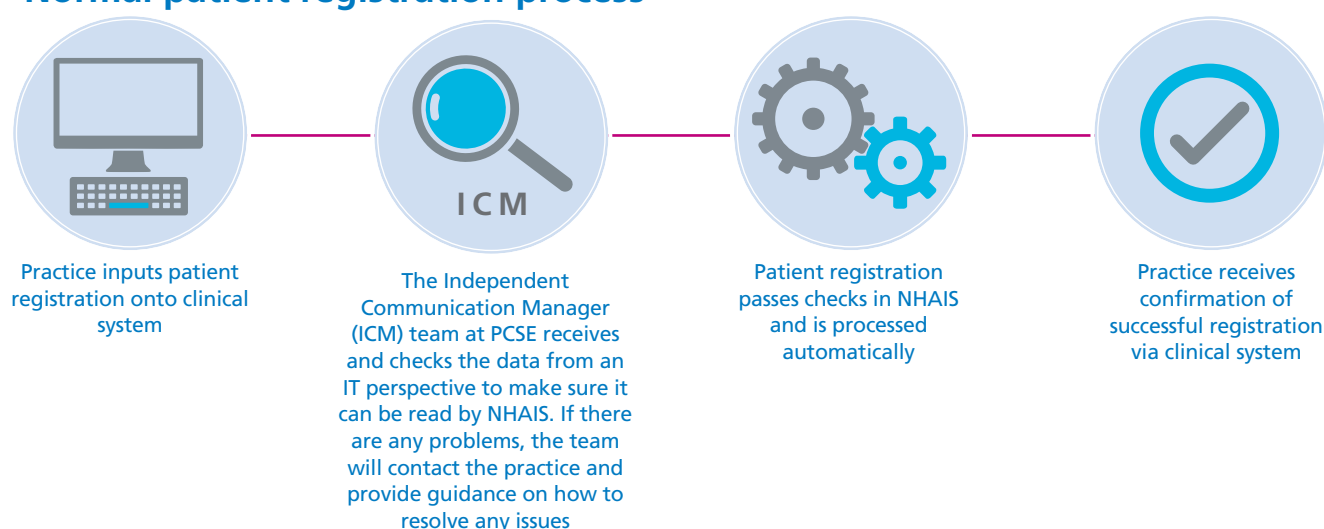 Normal patient registration process
ICM
Practice inputs patient
registration onto clinical
system
The Independent
Communication Manager
(ICM) team at PCSE receives
and checks the data from an
IT perspective to make sure it
can be read by NHAIS. If there
are any problems, the team
will contact the practice and
provide guidance on how to
resolve any issues
Patient registration
passes checks in NHAIS
and is processed
automatically
Practice receives
confirmation of
successful registration
via clinical system